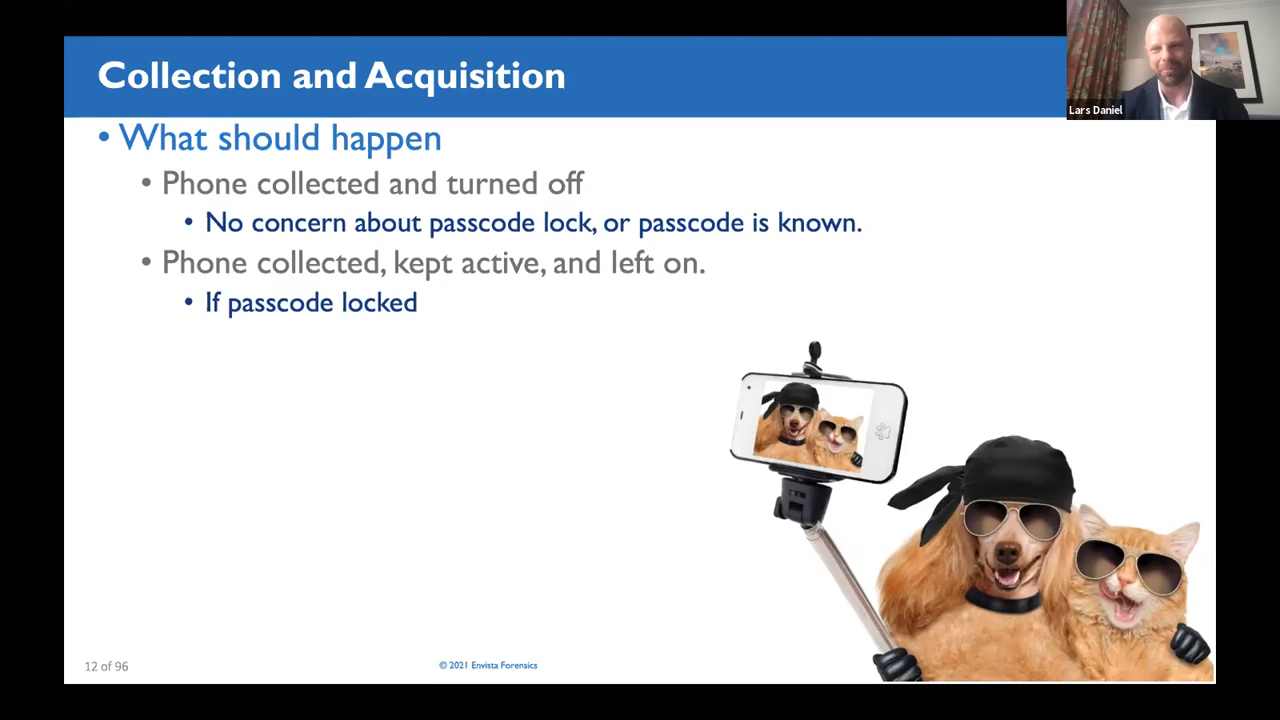 Collection and Acquisition
Lars Daniel
• What should happen
• Phone collected and turned off
• No concern about passcode lock, or passcode is known.
• Phone collected, kept active, and left on.
• If passcode locked
12 of 96
© 2021 Envista Forensics